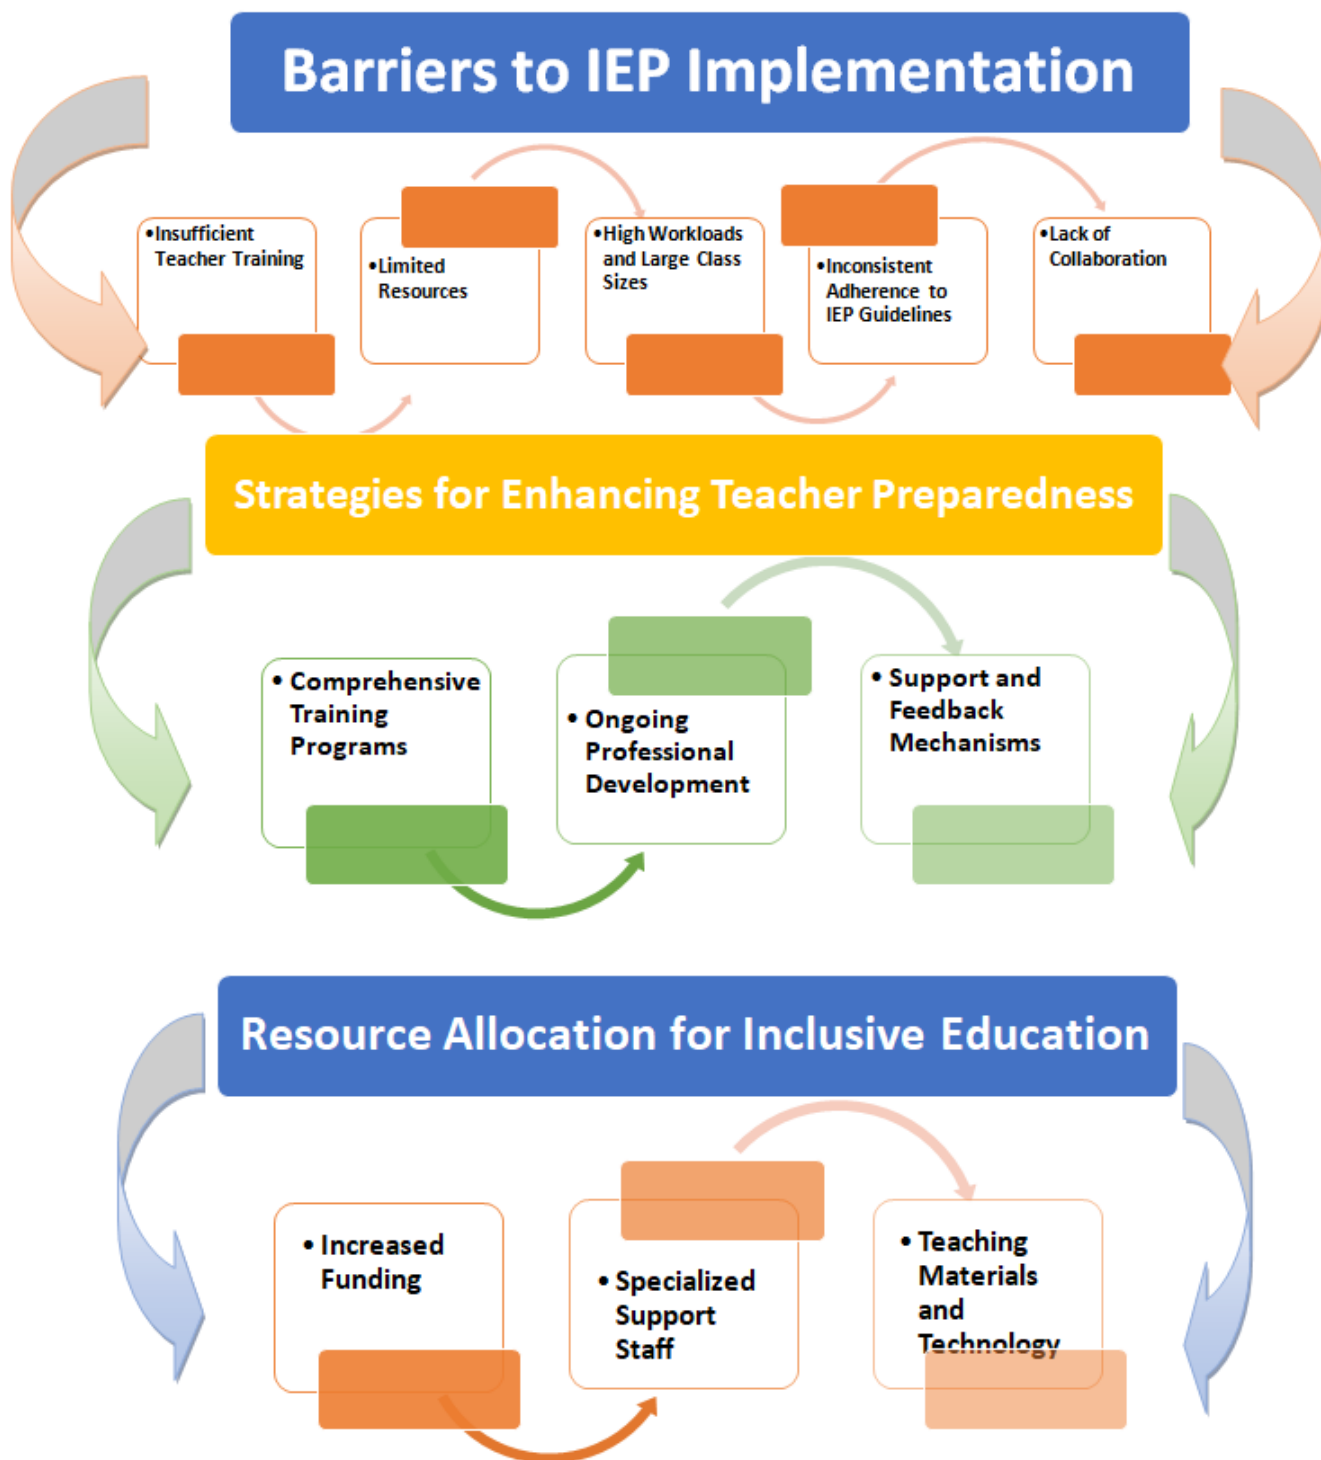 Barriers to IEP Implementation
•Insufficient
Teacher Training
•Limited
Resources
•High Workloads
and Large Class
Sizes
•Inconsistent
Adherence to
IEP Guidelines
•Lack of
Collaboration
Strategies for Enhancing Teacher Preparedness
• Comprehensive
Training
Programs
• Ongoing
Professional
Development
• Support and
Feedback
Mechanisms
Resource Allocation for Inclusive Education
• Increased
Funding
• Specialized
Support
Staff
• Teaching
Materials
and
Technology